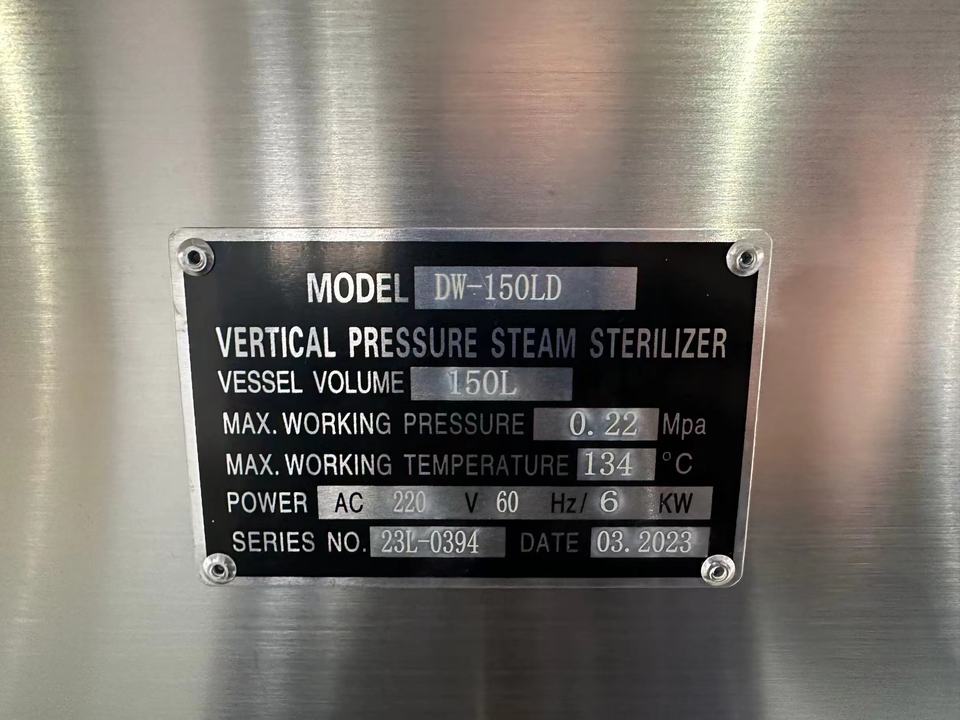 MODEL DW-150LD
VERTICAL PRESSURE STEAM STERILIZER
VESSEL VOLUME 150L
MAX. WORKING PRESSURE 0.22 Mpa
MAX. WORKING TEMPERATURE 134 °C
POWER AC 220 V 60 Hz/ 6 KW
SERIES NO. 23L-0394 DATE 03.2023